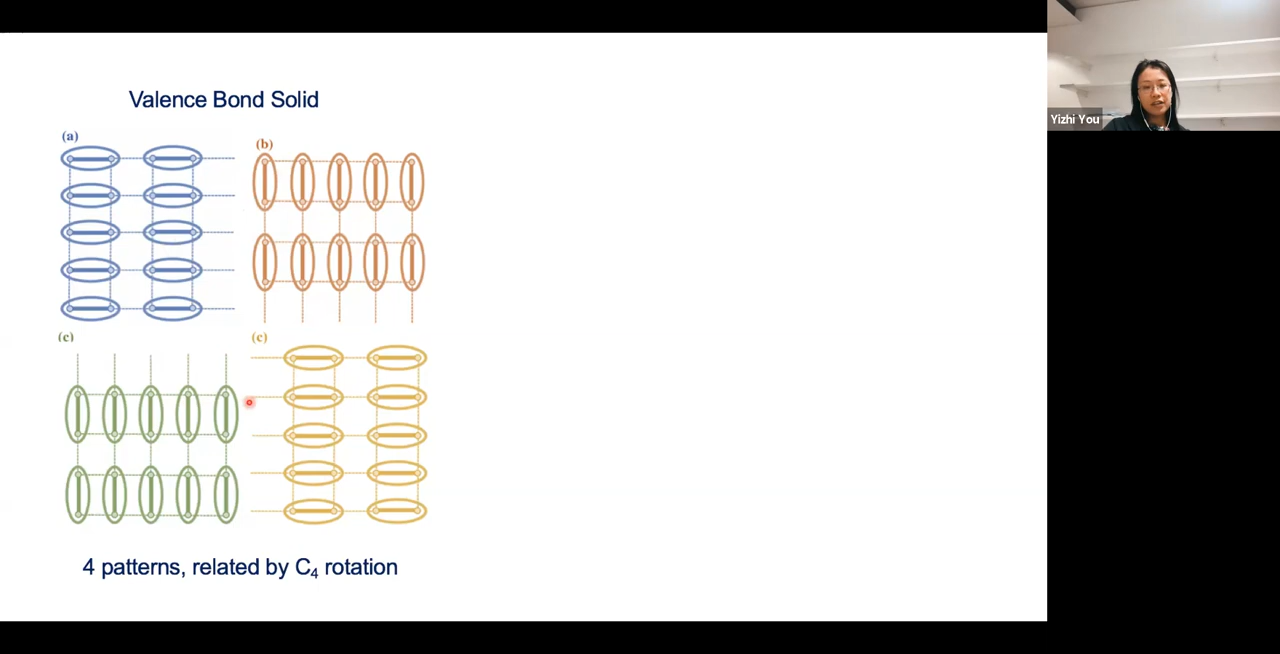 Valence Bond Solid
(a)
(b)
(c)
(c)
4 patterns, related by C₄ rotation
Yizhi You